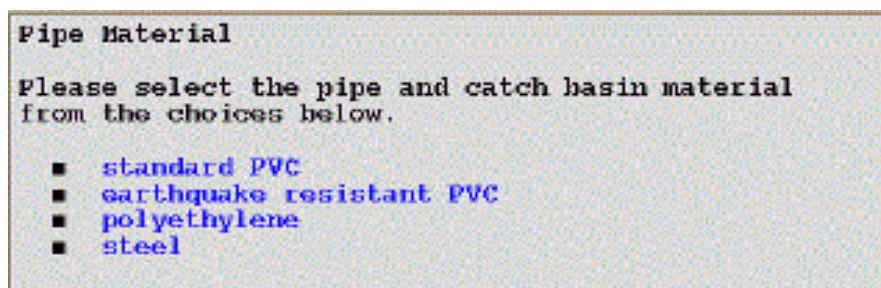 Pipe Material
Please select the pipe and catch basin material
from the choices below.
standard PVC
earthquake resistant PVC
polyethylene
steel